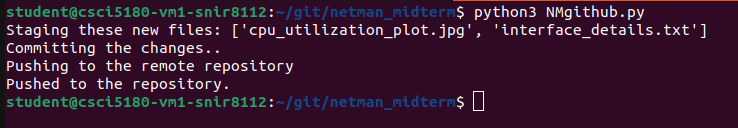 student@csci5180-vm1-snir8112:~/git/netman_midterm$ python3 NMgithub.py
Staging these new files: ['cpu_utilization_plot.jpg', 'interface_details.txt']
Committing the changes..
Pushing to the remote repository
Pushed to the repository.
student@csci5180-vm1-snir8112:~/git/netman_midterm$